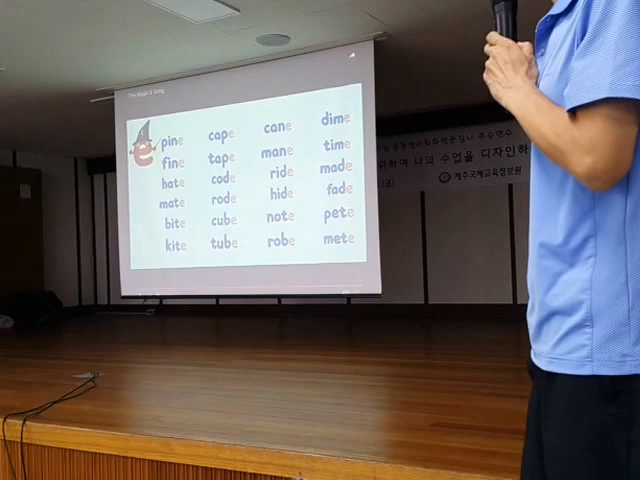 The Magic E Song
pine cape cane dime
fine tape mane time
hate code ride made
mate rode hide fade
bite cube note pete
kite tube robe mete
위하여 나의 수업을 디자인하
제주국제교육정보원